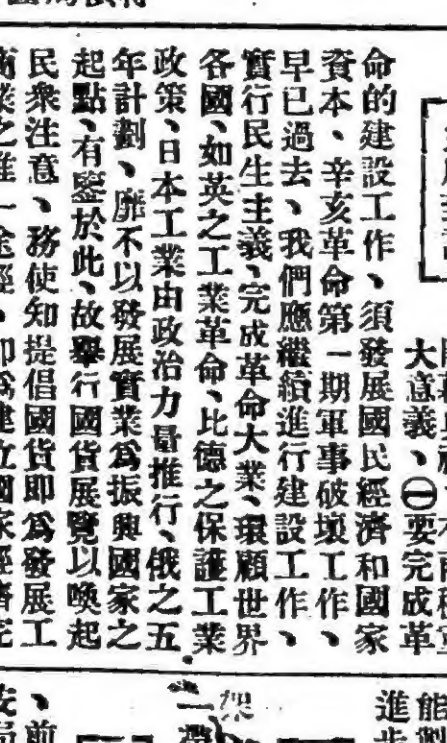 大意義、㊀要完成革
命的建設工作、須發展國民經濟和國家
資本、辛亥革命第一期軍事破壞工作、
早已過去、我們應繼續進行建設工作、
實行民生主義、完成革命大業、環顧世界
各國、如英之工業革命、比德之保護工業
政策、日本工業由政治力量推行、俄之五
年計劃、靡不以發展實業爲振興國家之
起點、有鑒於此、故舉行國貨展覽以喚起
民衆注意、務使知提倡國貨即爲發展工
商業之唯一途徑、即爲建立國家經濟完
能
進步
、前